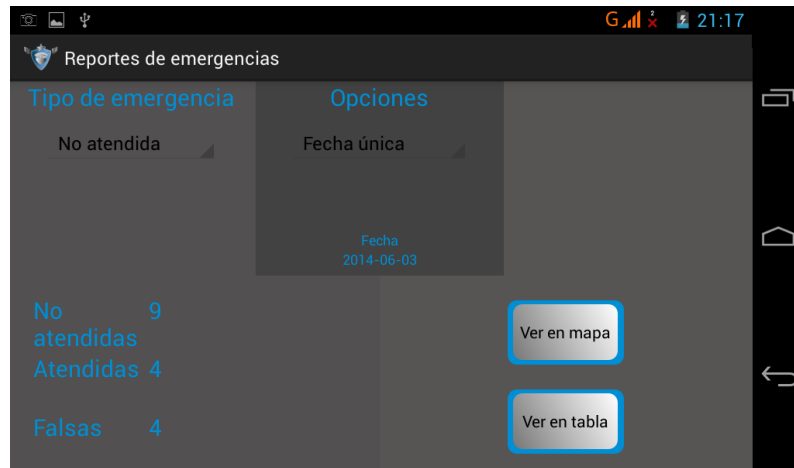 G 2 21:17
Reportes de emergencias
Tipo de emergencia
Opciones
No atendida
Fecha única
Fecha
2014-06-03
No atendidas 9
Atendidas 4
Falsas 4
Ver en mapa
Ver en tabla